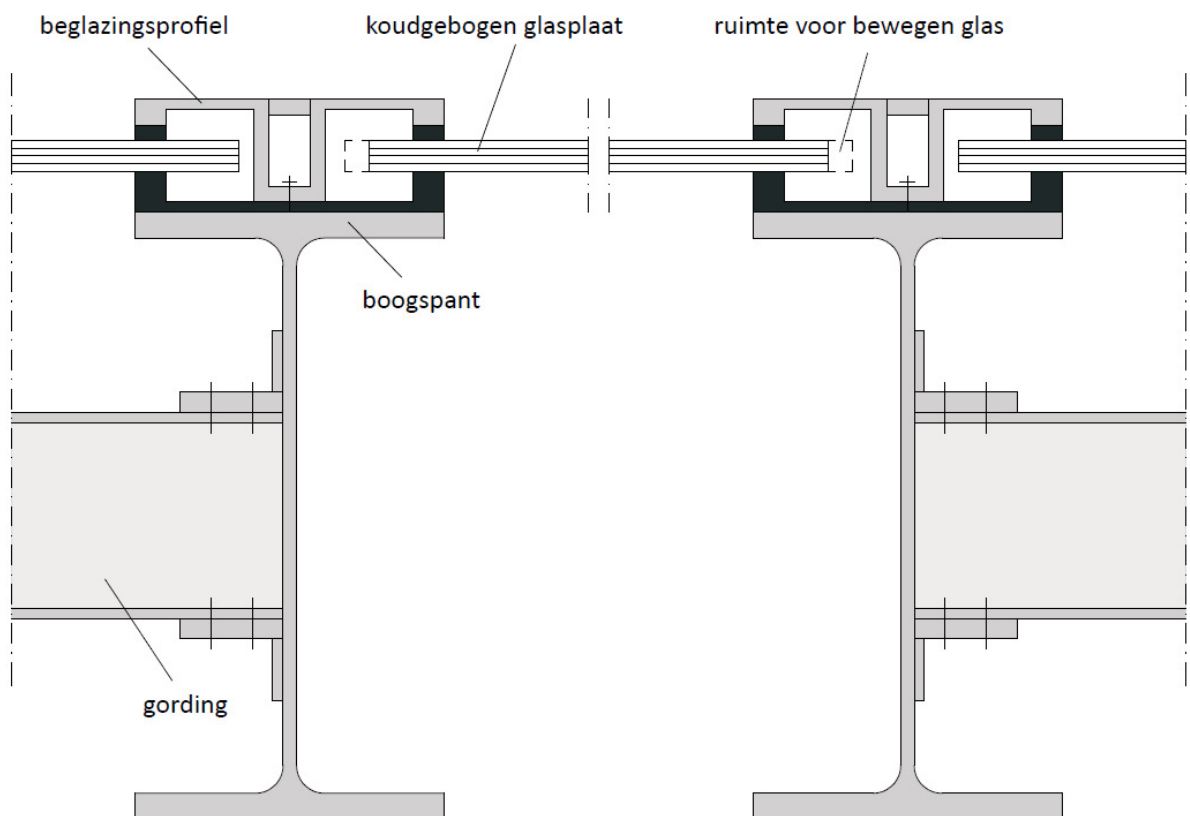 beglazingsprofiel
koudgebogen glasplaat
ruimte voor bewegen glas
boogspant
gording